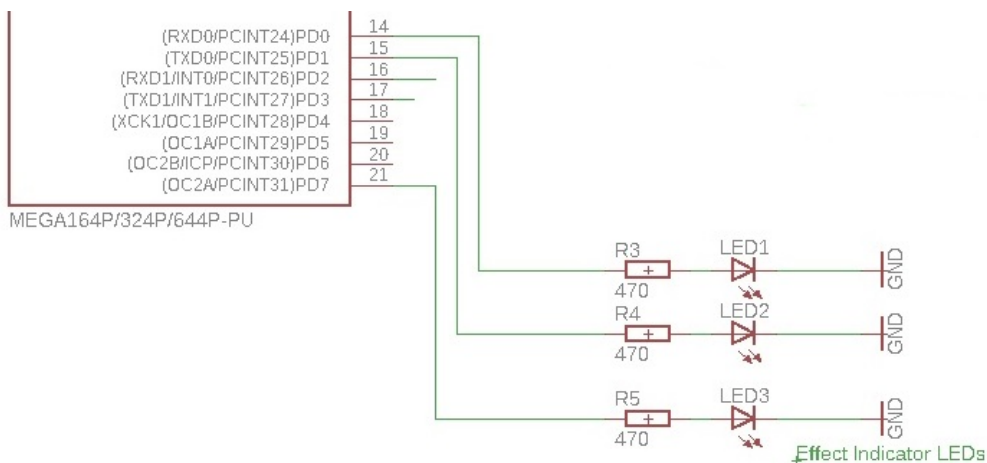 (RXD0/PCINT24)PD0 14
(TXD0/PCINT25)PD1 15
(RXD1/INT0/PCINT26)PD2 16
(TXD1/INT1/PCINT27)PD3 17
(XCK1/OC1B/PCINT28)PD4 18
(OC1A/PCINT29)PD5 19
(OC2B/ICP/PCINT30)PD6 20
(OC2A/PCINT31)PD7 21
MEGA164P/324P/644P-PU
R3 LED1
GND
470
R4 LED2
GND
470
R5 LED3
GND
470
Effect Indicator LEDs